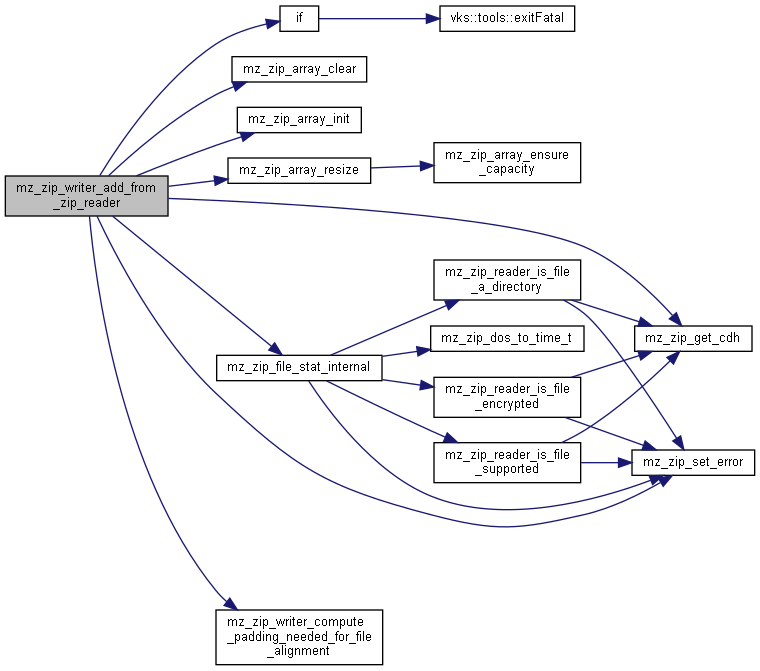 if
vks::tools::exitFatal
mz_zip_array_clear
mz_zip_array_init
mz_zip_array_ensure
_capacity
mz_zip_array_resize
mz_zip_writer_add_from
_zip_reader
mz_zip_reader_is_file
_a_directory
mz_zip_dos_to_time_t
mz_zip_get_cdh
mz_zip_file_stat_internal
mz_zip_reader_is_file
_encrypted
mz_zip_reader_is_file
_supported
mz_zip_set_error
mz_zip_writer_compute
_padding_needed_for_file
_alignment